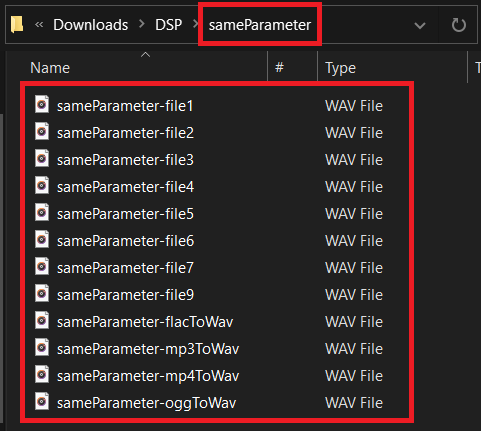 « Downloads > DSP > sameParameter
Name # Type
sameParameter-file1 WAV File
sameParameter-file2 WAV File
sameParameter-file3 WAV File
sameParameter-file4 WAV File
sameParameter-file5 WAV File
sameParameter-file6 WAV File
sameParameter-file7 WAV File
sameParameter-file9 WAV File
sameParameter-flacToWav WAV File
sameParameter-mp3ToWav WAV File
sameParameter-mp4ToWav WAV File
sameParameter-oggToWav WAV File